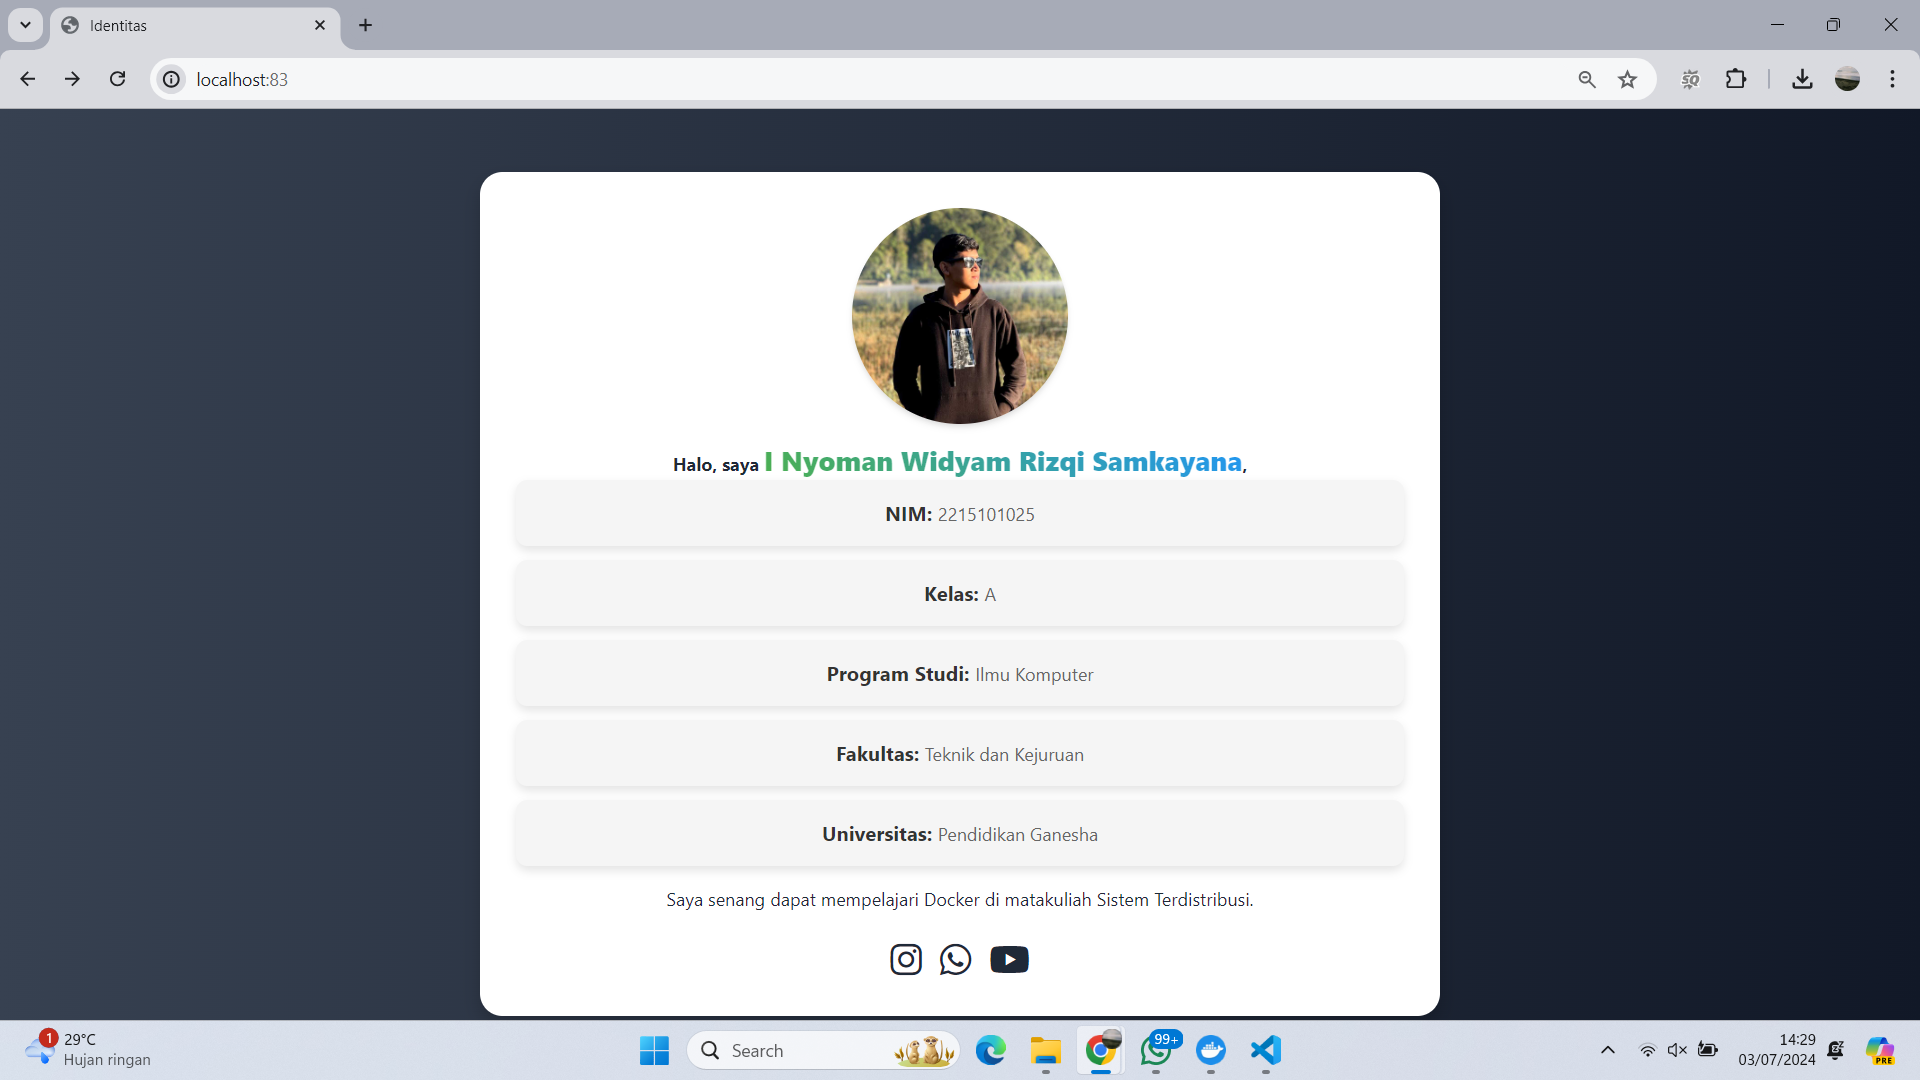 Identitas
localhost:83
Halo, saya I Nyoman Widyam Rizqi Samkayana,
NIM: 2215101025
Kelas: A
Program Studi: Ilmu Komputer
Fakultas: Teknik dan Kejuruan
Universitas: Pendidikan Ganesha
Saya senang dapat mempelajari Docker di matakuliah Sistem Terdistribusi.
1
29°C
Hujan ringan
Search
99+
14:29
03/07/2024
PRE